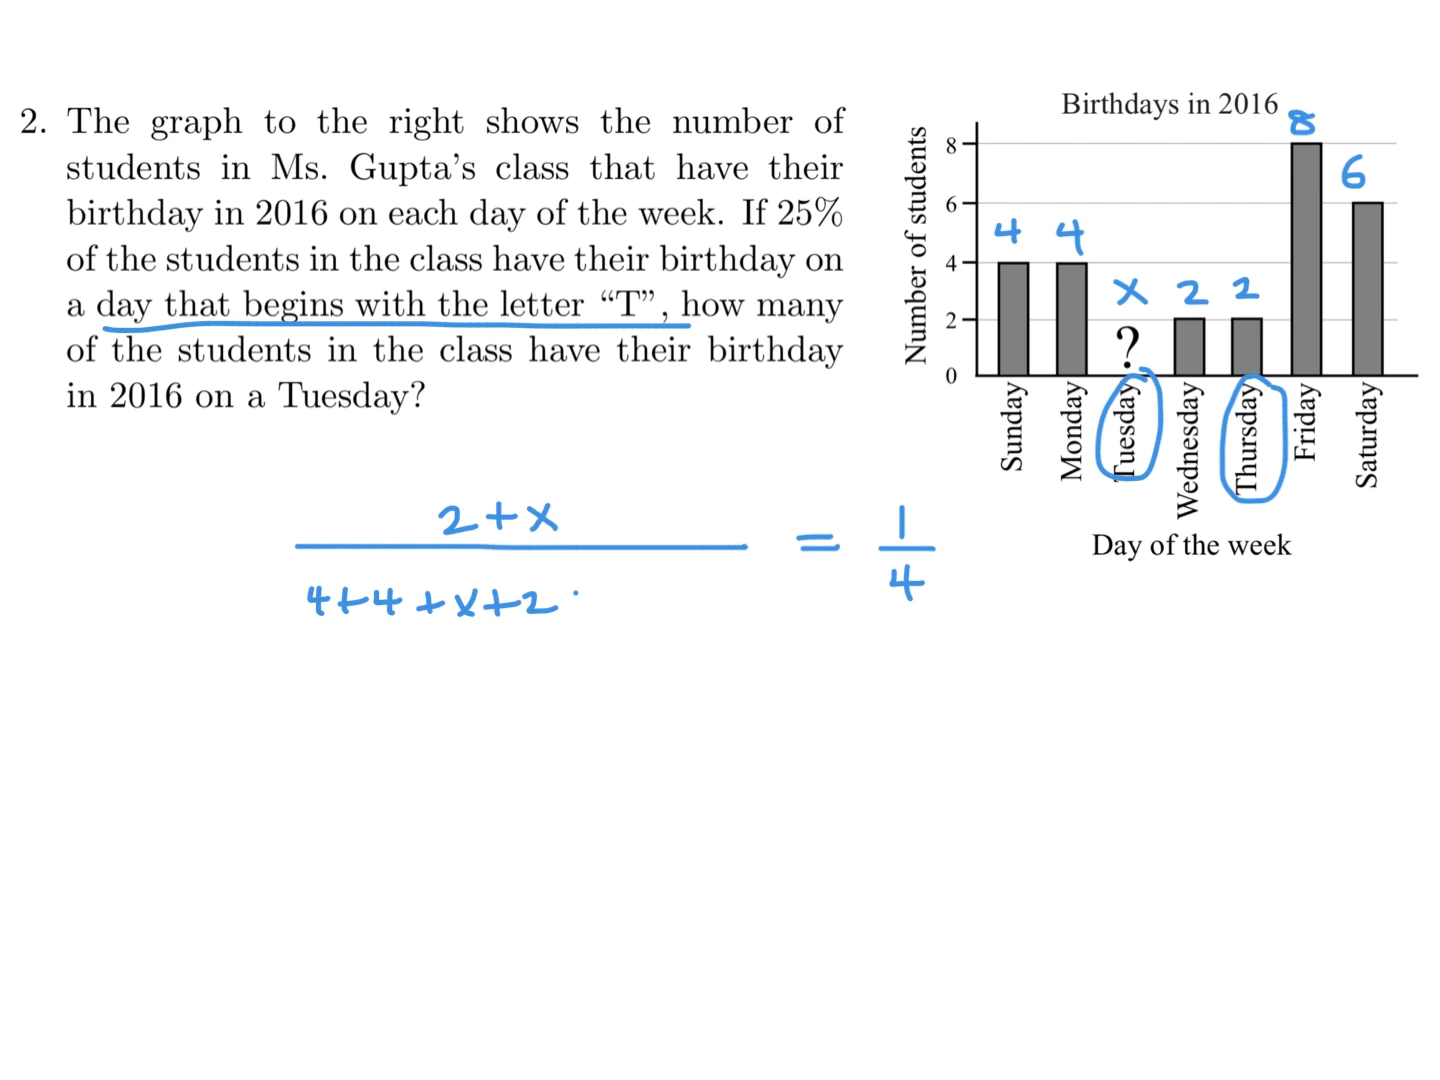 2. The graph to the right shows the number of
students in Ms. Gupta's class that have their
birthday in 2016 on each day of the week. If 25%
of the students in the class have their birthday on
a day that begins with the letter “T”, how many
of the students in the class have their birthday
in 2016 on a Tuesday?
Birthdays in 2016
Number of students
8
6
4
2
0
4
4
x
?
2
2
8
6
Sunday
Monday
Tuesday
Wednesday
Thursday
Friday
Saturday
Day of the week
2+x
4+4+x+2
=
1
4